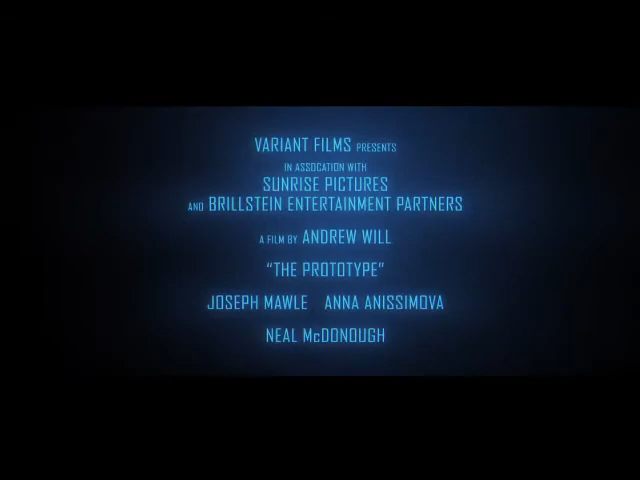 VARIANT FILMS PRESENTS
IN ASSOCATION WITH
SUNRISE PICTURES
AND BRILLSTEIN ENTERTAINMENT PARTNERS
A FILM BY ANDREW WILL
“THE PROTOTYPE”
JOSEPH MAWLE ANNA ANISSIMOVA
NEAL McDONOUGH